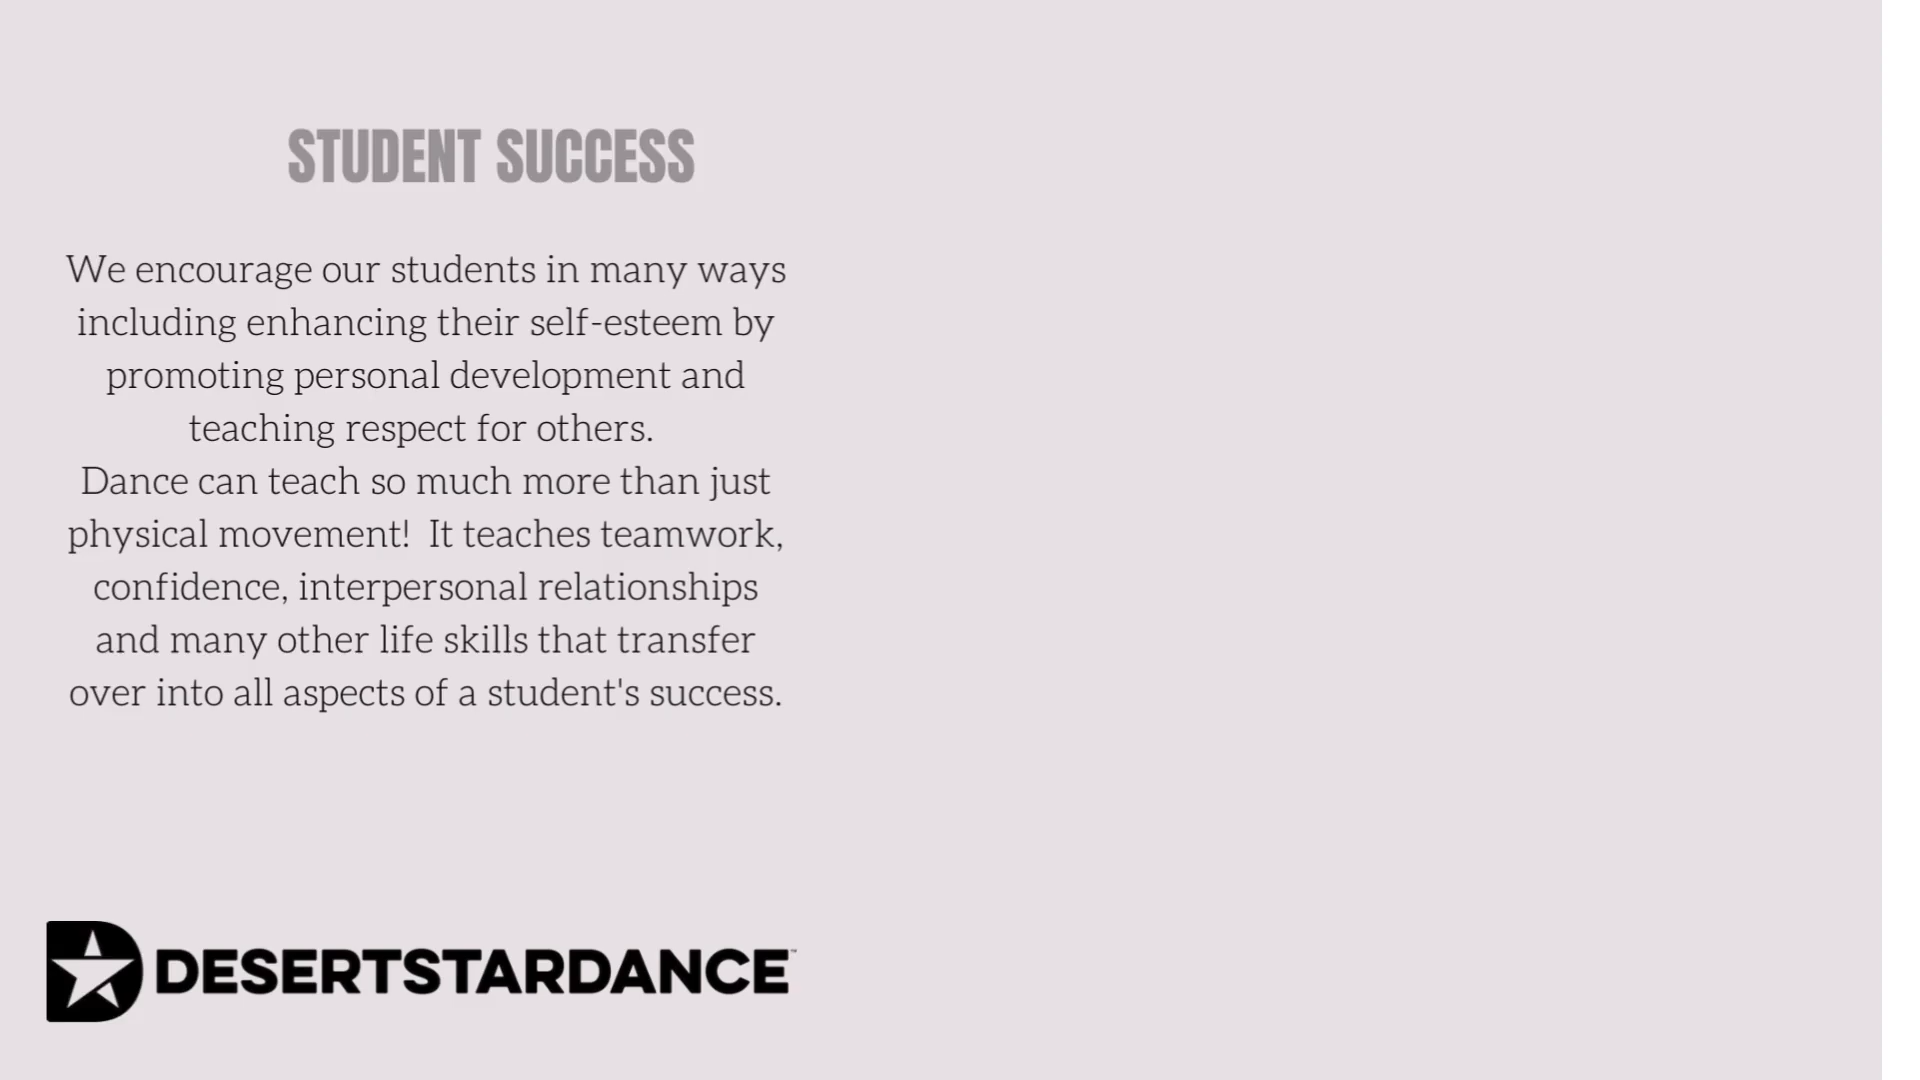 STUDENT SUCCESS
We encourage our students in many ways
including enhancing their self-esteem by
promoting personal development and
teaching respect for others.
Dance can teach so much more than just
physical movement!  It teaches teamwork,
confidence, interpersonal relationships
and many other life skills that transfer
over into all aspects of a student's success.
DESERTSTARDANCE™